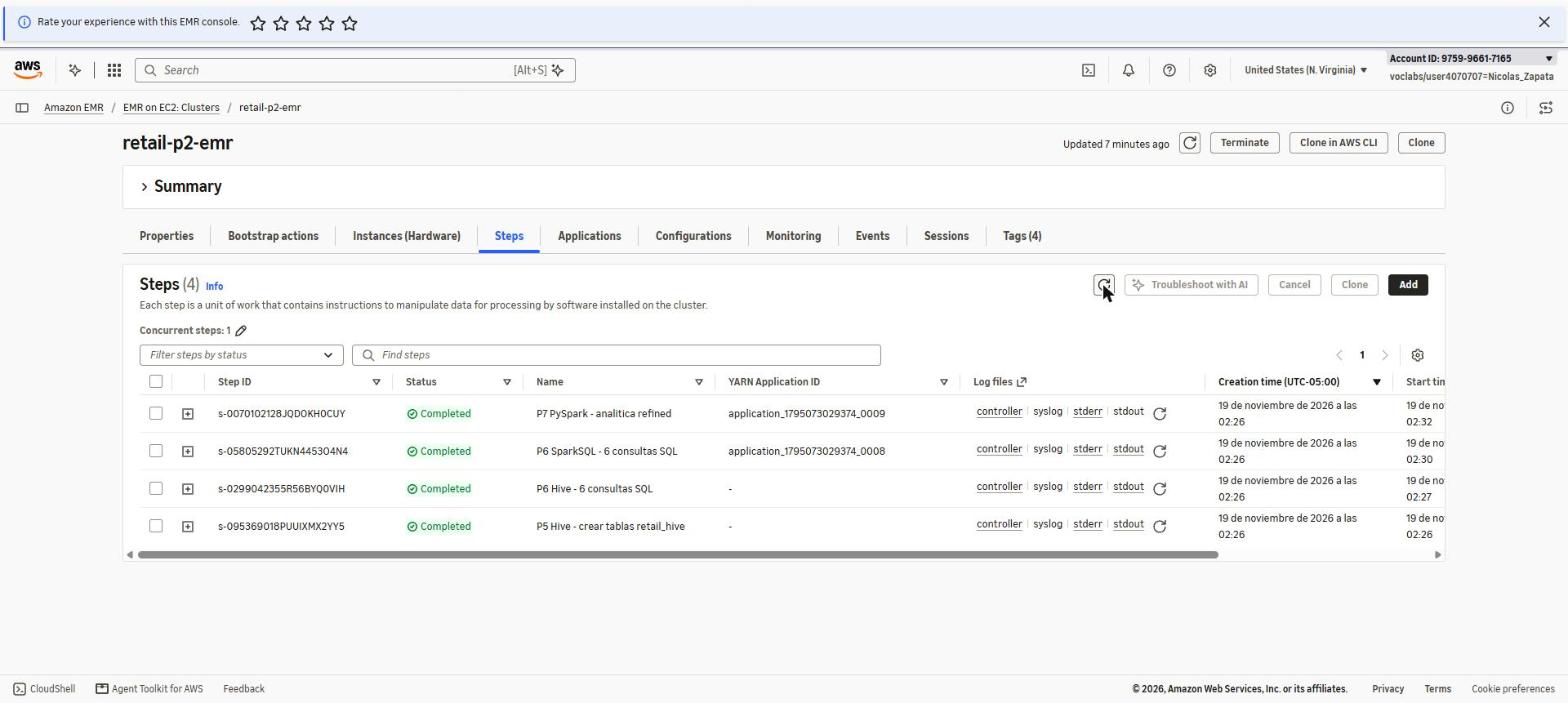 Rate your experience with this EMR console.
aws
Search [Alt+S]
United States (N. Virginia)
Account ID: 9759-9661-7165
voclabs/user4070707=Nicolas_Zapata
Amazon EMR / EMR on EC2: Clusters / retail-p2-emr
retail-p2-emr
Updated 7 minutes ago
Terminate
Clone in AWS CLI
Clone
Summary
Properties
Bootstrap actions
Instances (Hardware)
Steps
Applications
Configurations
Monitoring
Events
Sessions
Tags (4)
Steps (4) Info
Troubleshoot with AI
Cancel
Clone
Add
Each step is a unit of work that contains instructions to manipulate data for processing by software installed on the cluster.
Concurrent steps: 1
Filter steps by status
Find steps
1
Step ID Status Name YARN Application ID Log files Creation time (UTC-05:00) Start tin
s-0070102128JQDOKH0CUY Completed P7 PySpark - analitica refined application_1795073029374_0009 controller syslog stderr stdout 19 de noviembre de 2026 a las 19 de no
02:26 02:32
s-05805292TUKN445304N4 Completed P6 SparkSQL - 6 consultas SQL application_1795073029374_0008 controller syslog stderr stdout 19 de noviembre de 2026 a las 19 de no
02:26 02:30
s-0299042355R56BYQ0VIH Completed P6 Hive - 6 consultas SQL - controller syslog stderr stdout 19 de noviembre de 2026 a las 19 de no
02:26 02:27
s-095369018PUUIXMX2YY5 Completed P5 Hive - crear tablas retail_hive - controller syslog stderr stdout 19 de noviembre de 2026 a las 19 de no
02:26 02:26
CloudShell
Agent Toolkit for AWS
Feedback
© 2026, Amazon Web Services, Inc. or its affiliates.
Privacy
Terms
Cookie preferences